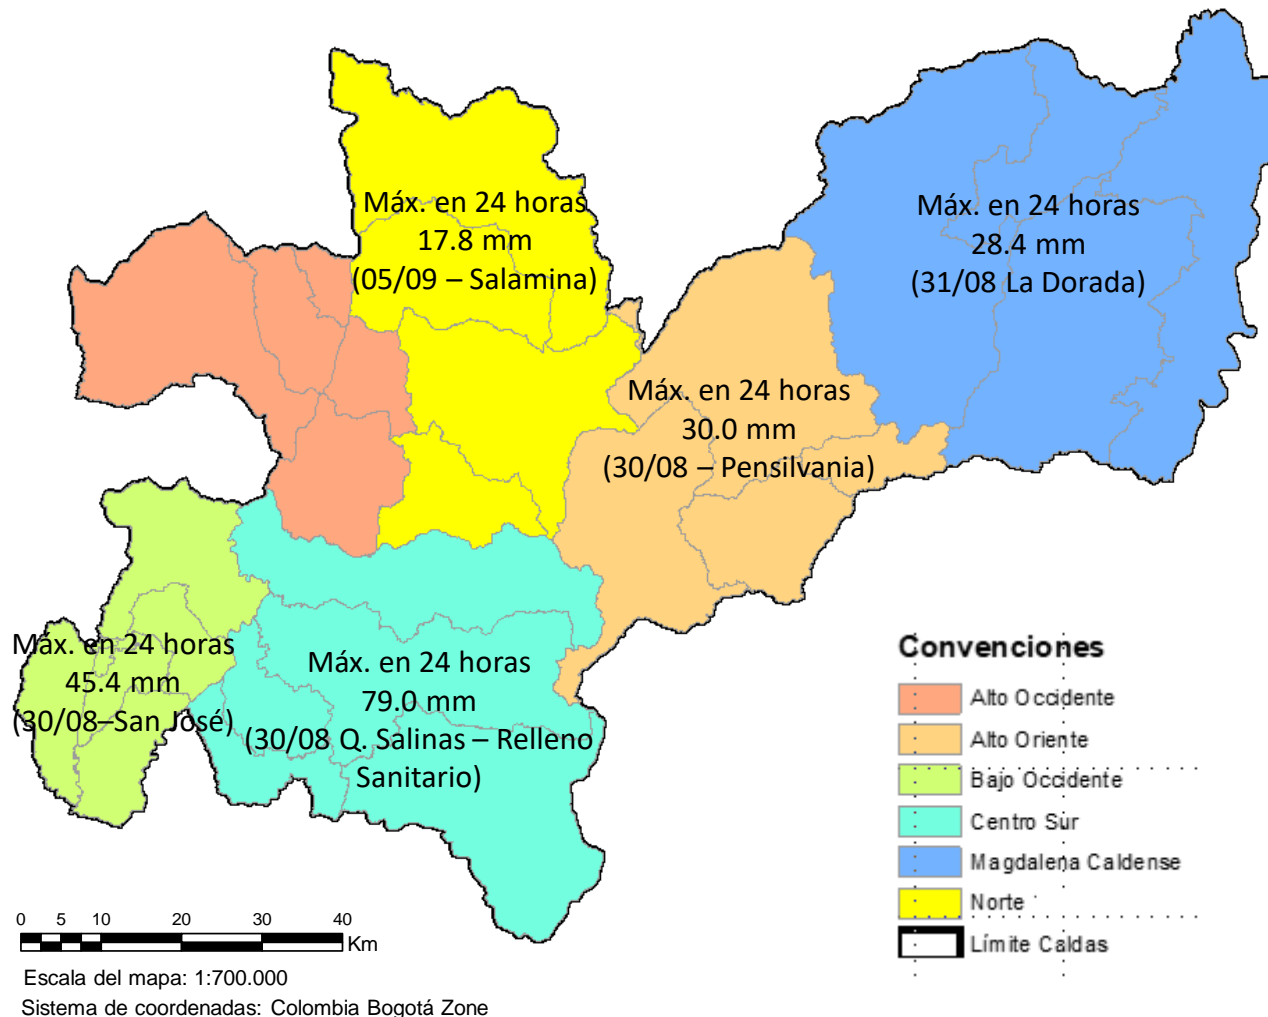 Máx. en 24 horas
17.8 mm
(05/09 – Salamina)
Máx. en 24 horas
28.4 mm
(31/08 La Dorada)
Máx. en 24 horas
30.0 mm
(30/08 – Pensilvania)
Máx. en 24 horas
45.4 mm
(30/08–San José)
Máx. en 24 horas
79.0 mm
(30/08 Q. Salinas – Relleno
Sanitario)
Convenciones
Alto Occidente
Alto Oriente
Bajo Occidente
Centro Sur
Magdalena Caldense
Norte
Límite Caldas
0 5 10 20 30 40
Km
Escala del mapa: 1:700.000
Sistema de coordenadas: Colombia Bogotá Zone